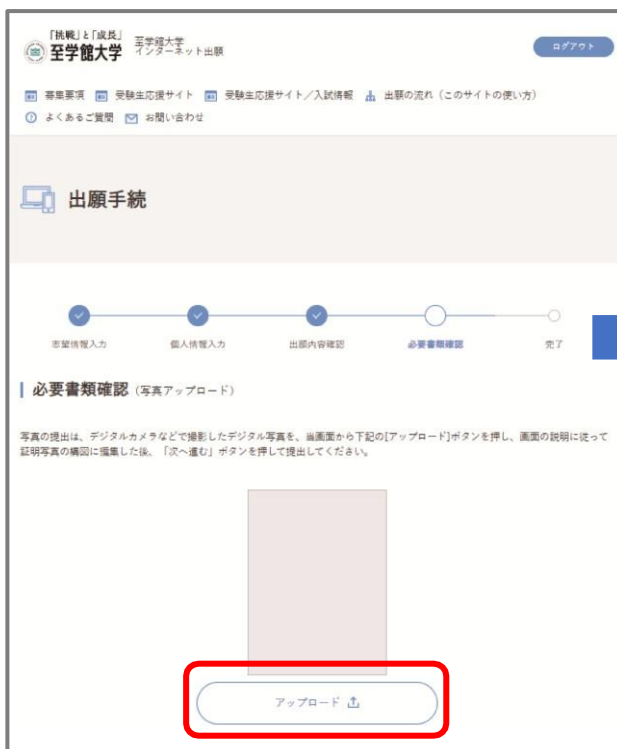 「挑戦」と「成長」
至学館大学
至学館大学
インターネット出願
ログアウト
募集要項 受験生応援サイト 受験生応援サイト／入試情報 出願の流れ（このサイトの使い方）
よくあるご質問 お問い合わせ
出願手続
志望情報入力 個人情報入力 出願内容確認 必要書類確認 完了
必要書類確認（写真アップロード）
写真の提出は、デジタルカメラなどで撮影したデジタル写真を、当画面から下記の[アップロード]ボタンを押し、画面の説明に従って
証明写真の構図に編集した後、「次へ進む」ボタンを押して提出してください。
アップロード